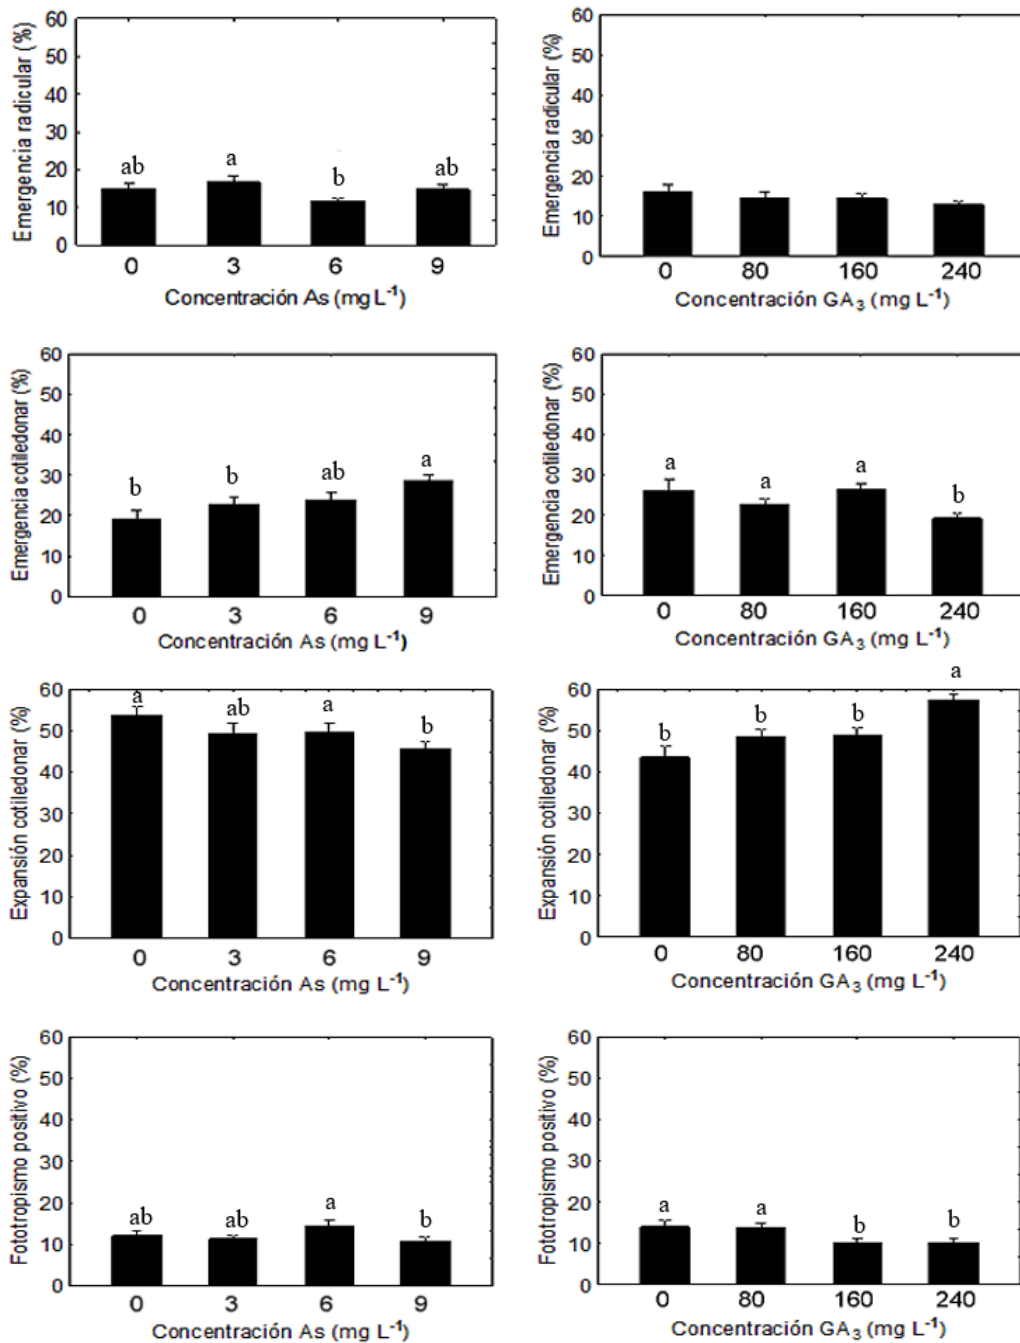 Emergencia radicular (%)
60
50
40
30
20
10
0
ab
a
b
ab
0 3 6 9
Concentración As (mg L⁻¹)
Emergencia radicular (%)
60
50
40
30
20
10
0
0 80 160 240
Concentración GA₃ (mg L⁻¹)
Emergencia cotiledonar (%)
60
50
40
30
20
10
0
b
b
ab
a
0 3 6 9
Concentración As (mg L⁻¹)
Emergencia cotiledonar (%)
60
50
40
30
20
10
0
a
a
a
b
0 80 160 240
Concentración GA₃ (mg L⁻¹)
Expansión cotiledonar (%)
60
50
40
30
20
10
0
a
ab
a
b
0 3 6 9
Concentración As (mg L⁻¹)
Expansión cotiledonar (%)
60
50
40
30
20
10
0
b
b
b
a
0 80 160 240
Concentración GA₃ (mg L⁻¹)
Fototropismo positivo (%)
60
50
40
30
20
10
0
ab
ab
a
b
0 3 6 9
Concentración As (mg L⁻¹)
Fototropismo positivo (%)
60
50
40
30
20
10
0
a
a
b
b
0 80 160 240
Concentración GA₃ (mg L⁻¹)